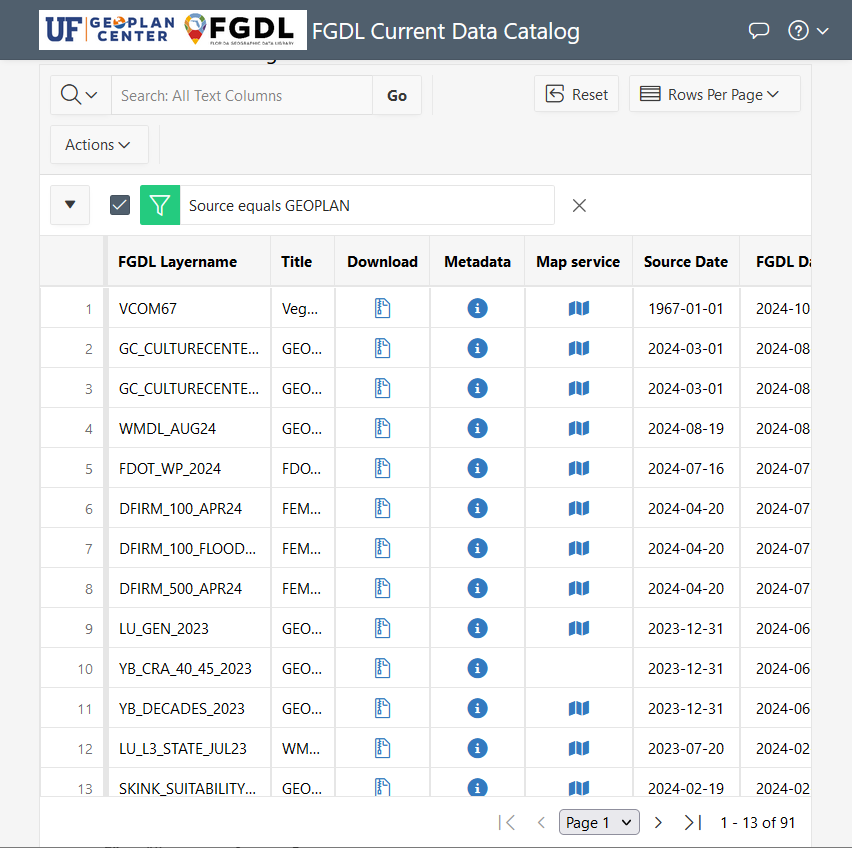 UF GEOPLAN CENTER FGDL FLORIDA GEOGRAPHIC DATA LIBRARY FGDL Current Data Catalog
Search: All Text Columns Go Reset Rows Per Page
Actions
Source equals GEOPLAN
FGDL Layername Title Download Metadata Map service Source Date FGDL Da
1 VCOM67 Veg... 1967-01-01 2024-10
2 GC_CULTURECENTE... GEO... 2024-03-01 2024-08
3 GC_CULTURECENTE... GEO... 2024-03-01 2024-08
4 WMDL_AUG24 GEO... 2024-08-19 2024-08
5 FDOT_WP_2024 FDO... 2024-07-16 2024-07
6 DFIRM_100_APR24 FEM... 2024-04-20 2024-07
7 DFIRM_100_FLOOD... FEM... 2024-04-20 2024-07
8 DFIRM_500_APR24 FEM... 2024-04-20 2024-07
9 LU_GEN_2023 GEO... 2023-12-31 2024-06
10 YB_CRA_40_45_2023 GEO... 2023-12-31 2024-06
11 YB_DECADES_2023 GEO... 2023-12-31 2024-06
12 LU_L3_STATE_JUL23 WM... 2023-07-20 2024-02
13 SKINK_SUITABILITY... GEO... 2024-02-19 2024-02
Page 1 1 - 13 of 91